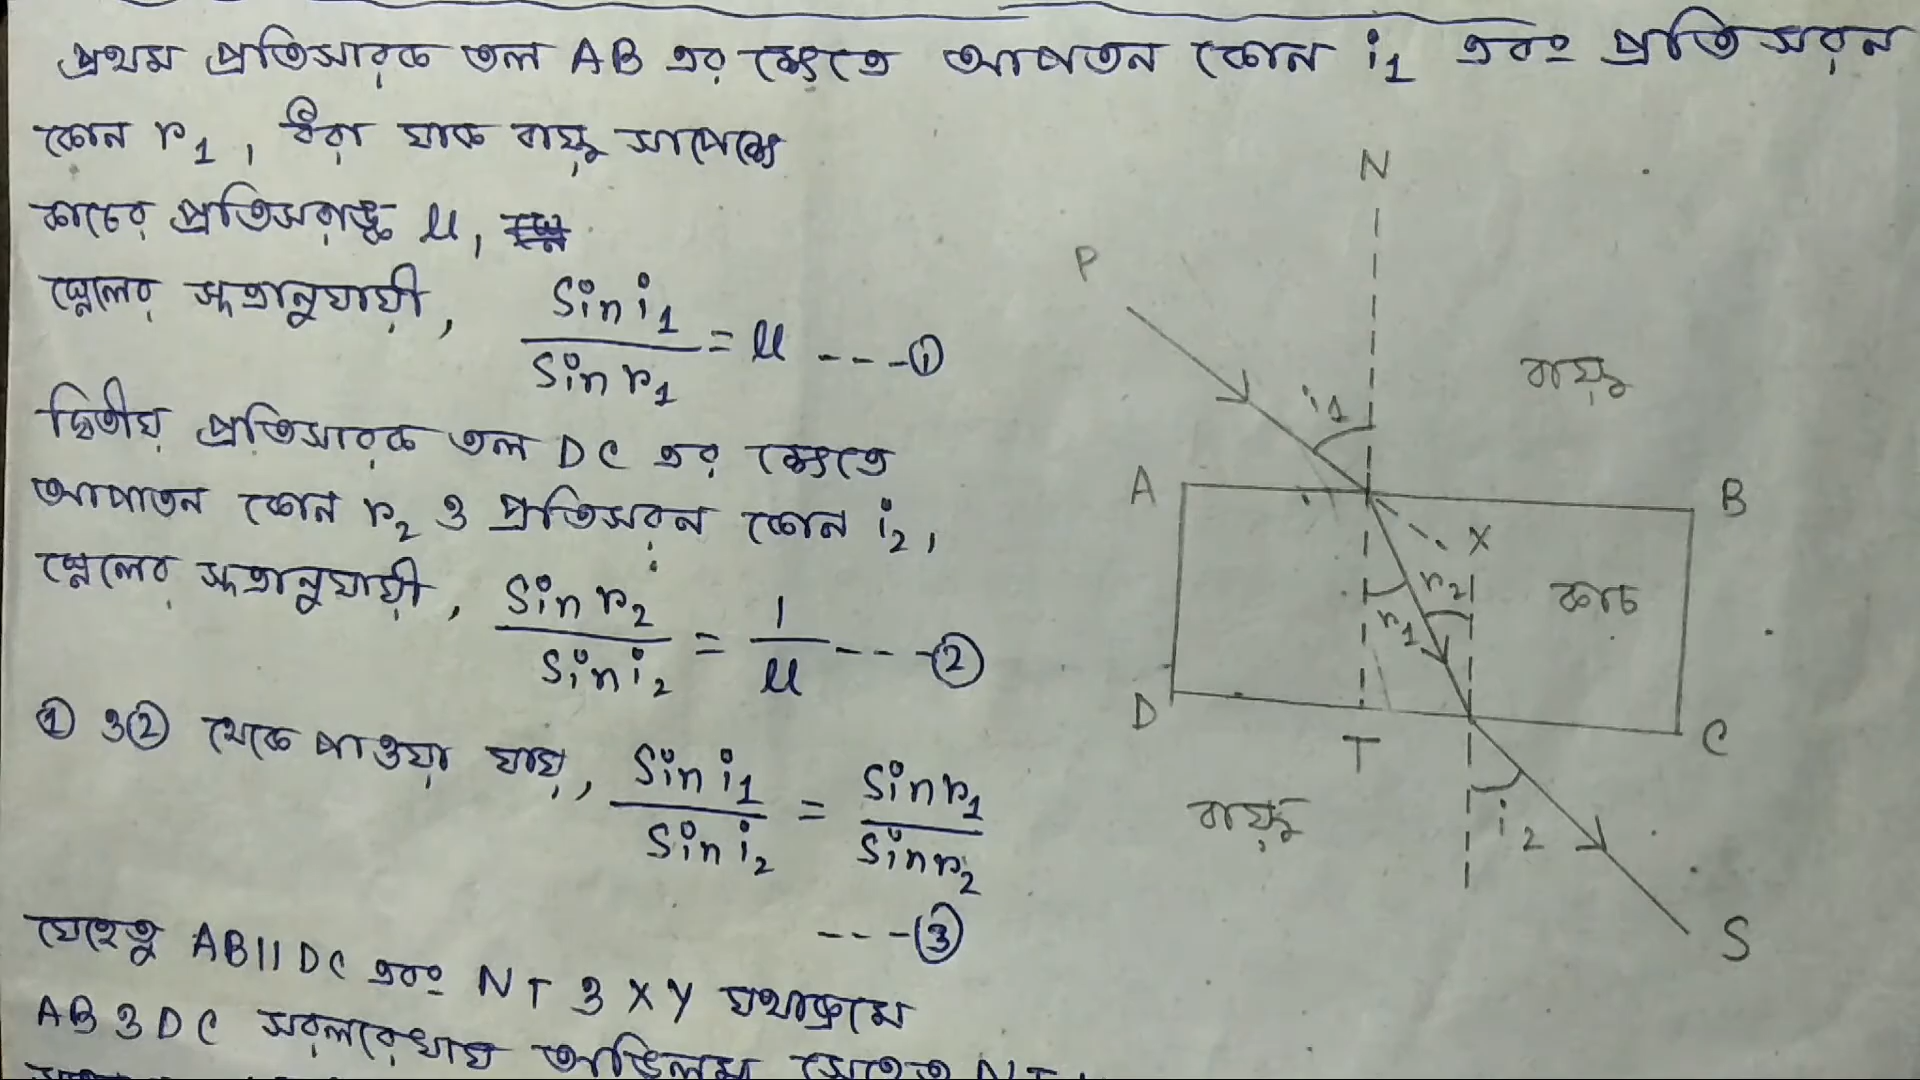 প্রথম প্রতিসারক তল AB এর ক্ষেত্রে আপতন কোন i₁ এবং প্রতিসরন
কোন r₁, ধরা যাক বায়ু সাপেক্ষে
কাচের প্রতিসরাঙ্ক μ,
স্নেলের সূত্রানুযায়ী, Sin i₁ / Sin r₁ = μ ---①
দ্বিতীয় প্রতিসারক তল DC এর ক্ষেত্রে
আপাতন কোন r₂ ও প্রতিসরন কোন i₂,
স্নেলের সূত্রানুযায়ী, Sin r₂ / Sin i₂ = 1 / μ ---②
① ও ② থেকে পাওয়া যায়, Sin i₁ / Sin i₂ = Sin r₁ / Sin r₂
---③
যেহেতু AB||DC এবং NT ও XY যথাক্রমে
AB ও DC সরলরেখায় অভিলম্ব সেহেতু NT
N
P
i₁
বায়ু
A
B
X
r₂
কাচ
r₁
D
T
C
বায়ু
i₂
S